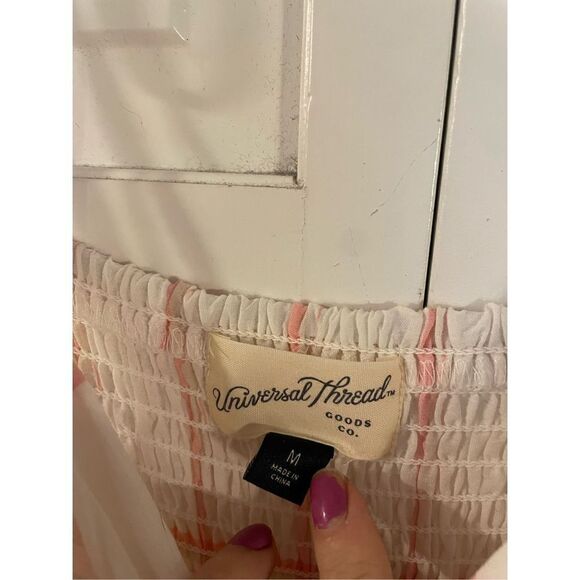 Universal Thread™
GOODS
CO.
M
MADE IN
CHINA